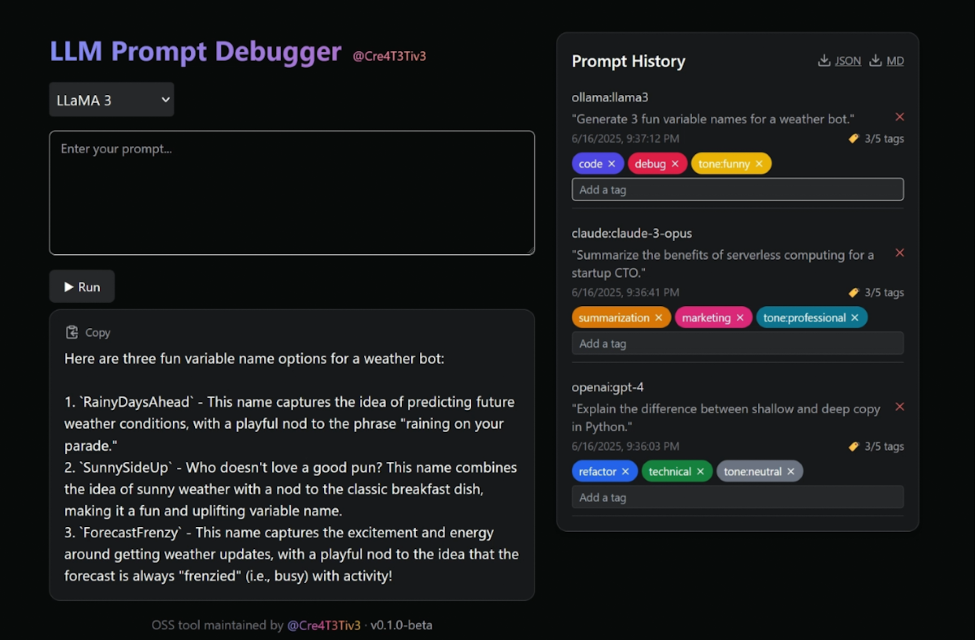 LLM Prompt Debugger @Cre4T3Tiv3
LLaMA 3
Enter your prompt...
Run
Copy
Here are three fun variable name options for a weather bot:
1. `RainyDaysAhead` - This name captures the idea of predicting future
weather conditions, with a playful nod to the phrase "raining on your
parade."
2. `SunnySideUp` - Who doesn't love a good pun? This name combines
the idea of sunny weather with a nod to the classic breakfast dish,
making it a fun and uplifting variable name.
3. `ForecastFrenzy` - This name captures the excitement and energy
around getting weather updates, with a playful nod to the idea that the
forecast is always "frenzied" (i.e., busy) with activity!
Prompt History JSON MD
ollama:llama3
"Generate 3 fun variable names for a weather bot." ×
6/16/2025, 9:37:12 PM 3/5 tags
code × debug × tone:funny ×
Add a tag
claude:claude-3-opus
"Summarize the benefits of serverless computing for a ×
startup CTO."
6/16/2025, 9:36:41 PM 3/5 tags
summarization × marketing × tone:professional ×
Add a tag
openai:gpt-4
"Explain the difference between shallow and deep copy ×
in Python."
6/16/2025, 9:36:03 PM 3/5 tags
refactor × technical × tone:neutral ×
Add a tag
OSS tool maintained by @Cre4T3Tiv3 · v0.1.0-beta